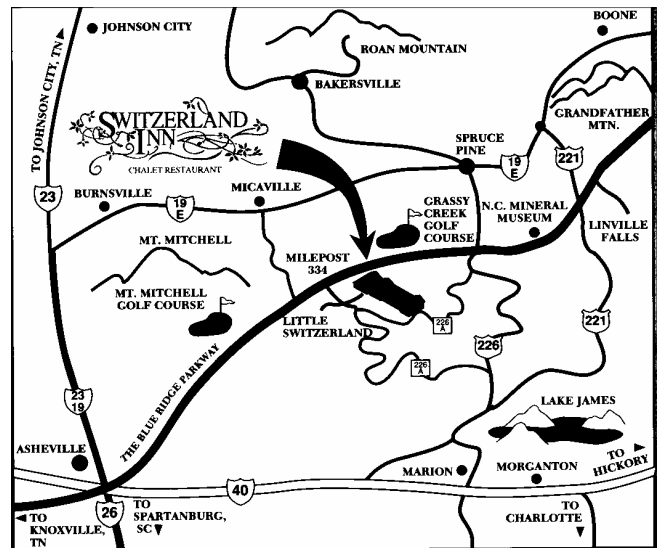 JOHNSON CITY
BOONE
ROAN MOUNTAIN
TO JOHNSON CITY, TN
BAKERSVILLE
SWITZERLAND
INN
CHALET RESTAURANT
GRANDFATHER
MTN.
SPRUCE
PINE
19
E
221
23
BURNSVILLE
19
E
MICAVILLE
GRASSY
CREEK
GOLF
COURSE
N.C. MINERAL
MUSEUM
LINVILLE
FALLS
MT. MITCHELL
MILEPOST
334
MT. MITCHELL
GOLF COURSE
LITTLE
SWITZERLAND
226
A
221
226
226
A
THE BLUE RIDGE PARKWAY
23
19
LAKE JAMES
ASHEVILLE
TO
HICKORY
MARION
MORGANTON
40
26
TO
KNOXVILLE,
TN
TO
SPARTANBURG,
SC
TO
CHARLOTTE